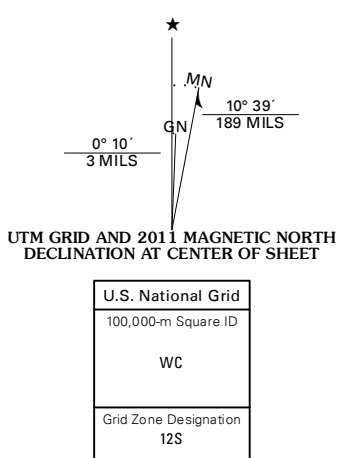 ★
MN
GN
10° 39´
189 MILS
0° 10´
3 MILS
UTM GRID AND 2011 MAGNETIC NORTH
DECLINATION AT CENTER OF SHEET
U.S. National Grid
100,000-m Square ID
WC
Grid Zone Designation
12S